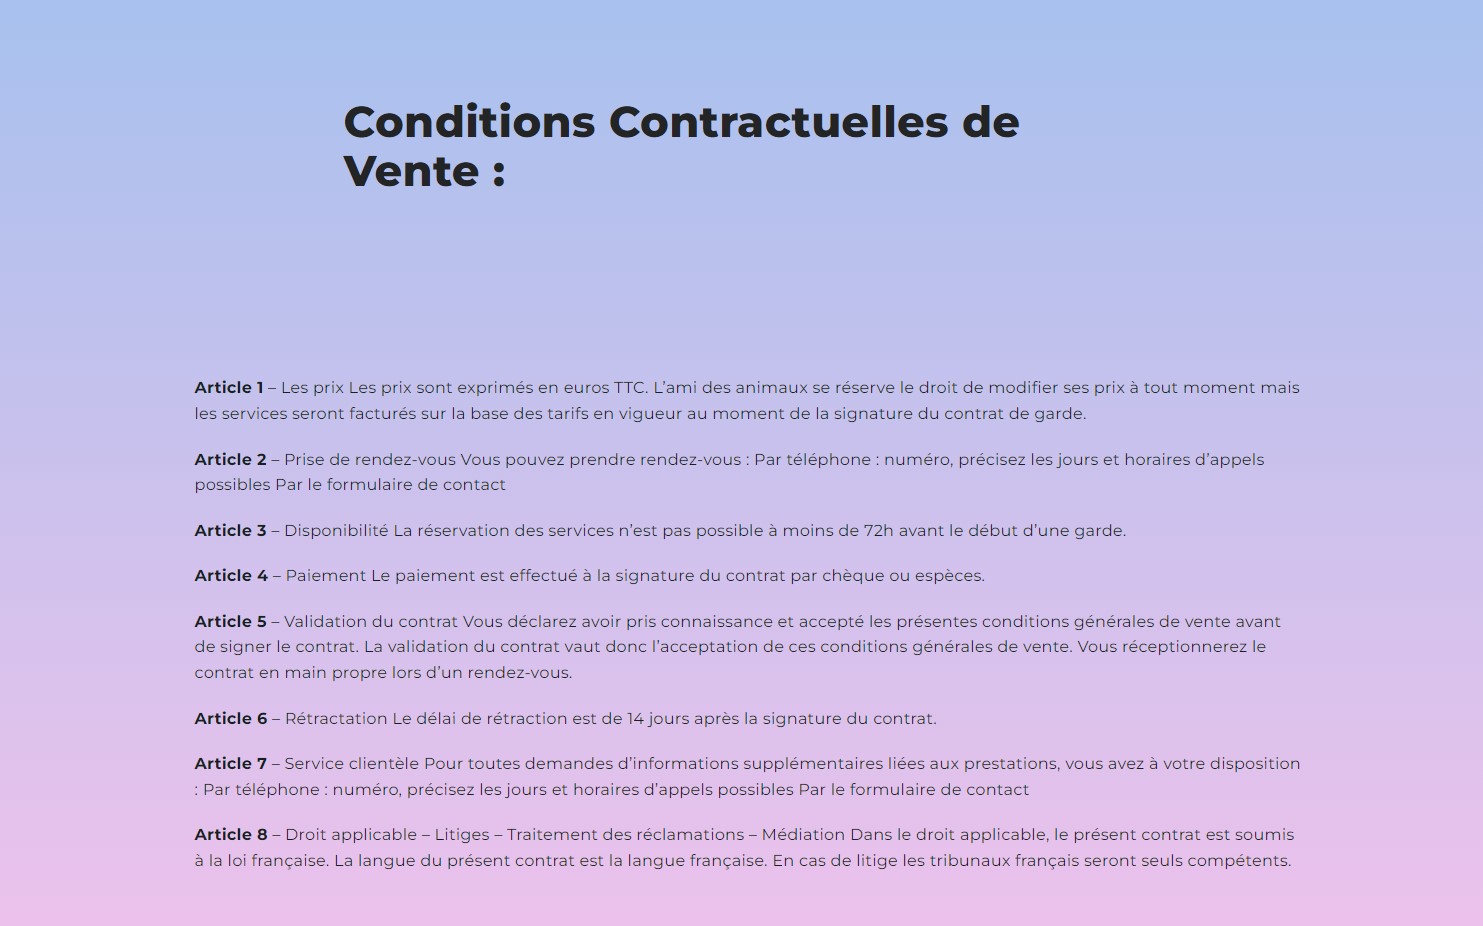 Conditions Contractuelles de
Vente :
Article 1 – Les prix Les prix sont exprimés en euros TTC. L’ami des animaux se réserve le droit de modifier ses prix à tout moment mais
les services seront facturés sur la base des tarifs en vigueur au moment de la signature du contrat de garde.
Article 2 – Prise de rendez-vous Vous pouvez prendre rendez-vous : Par téléphone : numéro, précisez les jours et horaires d’appels
possibles Par le formulaire de contact
Article 3 – Disponibilité La réservation des services n’est pas possible à moins de 72h avant le début d’une garde.
Article 4 – Paiement Le paiement est effectué à la signature du contrat par chèque ou espèces.
Article 5 – Validation du contrat Vous déclarez avoir pris connaissance et accepté les présentes conditions générales de vente avant
de signer le contrat. La validation du contrat vaut donc l’acceptation de ces conditions générales de vente. Vous réceptionnerez le
contrat en main propre lors d’un rendez-vous.
Article 6 – Rétractation Le délai de rétraction est de 14 jours après la signature du contrat.
Article 7 – Service clientèle Pour toutes demandes d’informations supplémentaires liées aux prestations, vous avez à votre disposition
: Par téléphone : numéro, précisez les jours et horaires d’appels possibles Par le formulaire de contact
Article 8 – Droit applicable – Litiges – Traitement des réclamations – Médiation Dans le droit applicable, le présent contrat est soumis
à la loi française. La langue du présent contrat est la langue française. En cas de litige les tribunaux français seront seuls compétents.